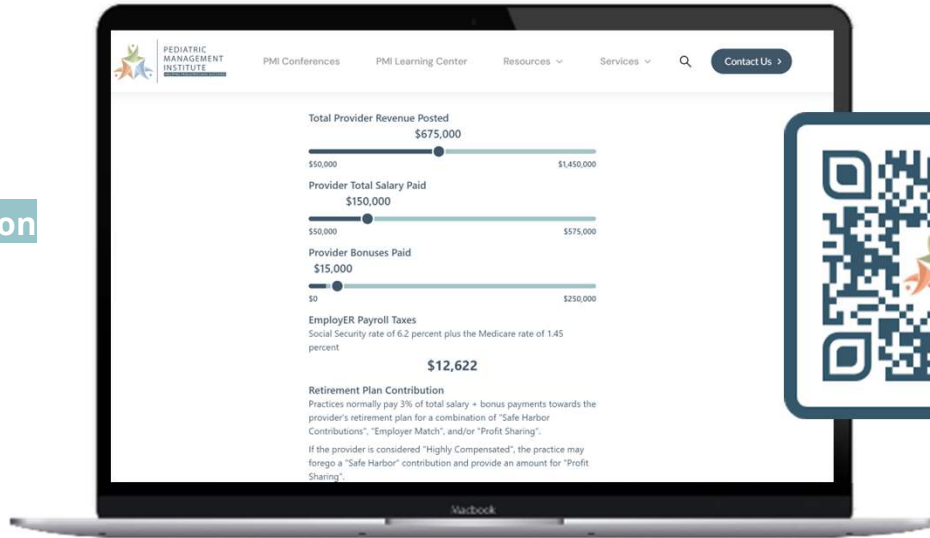 PEDIATRIC
MANAGEMENT
INSTITUTE
PMI Conferences
PMI Learning Center
Resources
Services
Contact Us >
Total Provider Revenue Posted
$675,000
$50,000 $1,450,000
Provider Total Salary Paid
$150,000
$50,000 $575,000
Provider Bonuses Paid
$15,000
$0 $250,000
EmployER Payroll Taxes
Social Security rate of 6.2 percent plus the Medicare rate of 1.45
percent
$12,622
Retirement Plan Contribution
Practices normally pay 3% of total salary + bonus payments towards the
provider's retirement plan for a combination of "Safe Harbor
Contributions", "Employer Match", and/or "Profit Sharing".
If the provider is considered "Highly Compensated", the practice may
forego a "Safe Harbor" contribution and provide an amount for "Profit
Sharing".
on
Macbook